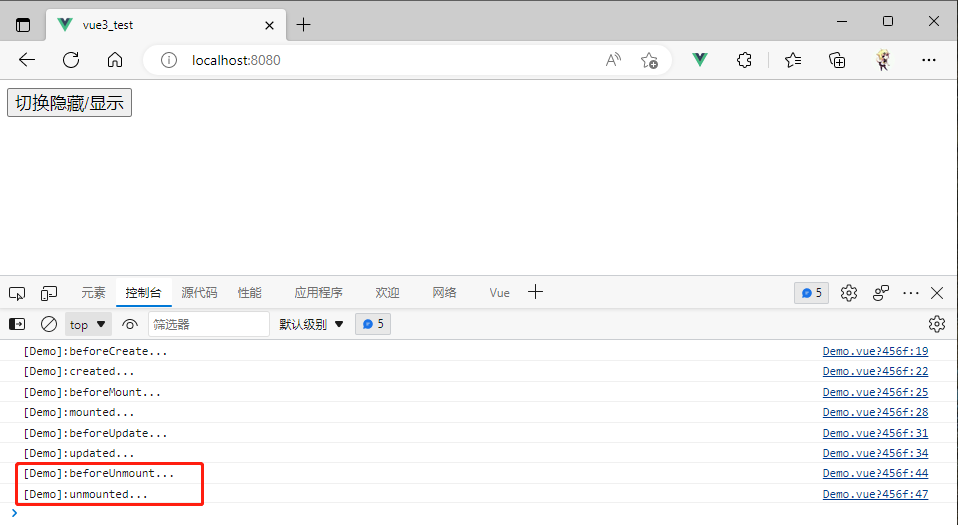 vue3_test
localhost:8080
切换隐藏/显示
元素 控制台 源代码 性能 应用程序 欢迎 网络 Vue 5
top 筛选器 默认级别 5
[Demo]:beforeCreate... Demo.vue?456f:19
[Demo]:created... Demo.vue?456f:22
[Demo]:beforeMount... Demo.vue?456f:25
[Demo]:mounted... Demo.vue?456f:28
[Demo]:beforeUpdate... Demo.vue?456f:31
[Demo]:updated... Demo.vue?456f:34
[Demo]:beforeUnmount... Demo.vue?456f:44
[Demo]:unmounted... Demo.vue?456f:47